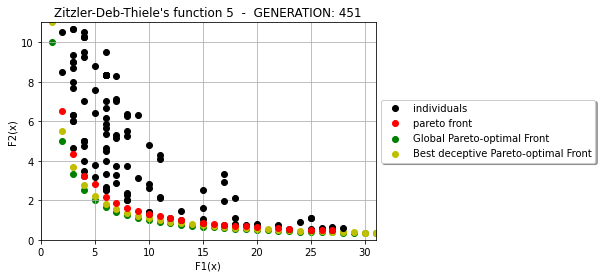 Zitzler-Deb-Thiele's function 5 - GENERATION: 451
F2(x)
10
8
6
4
2
0
0 5 10 15 20 25 30
F1(x)
individuals
pareto front
Global Pareto-optimal Front
Best deceptive Pareto-optimal Front